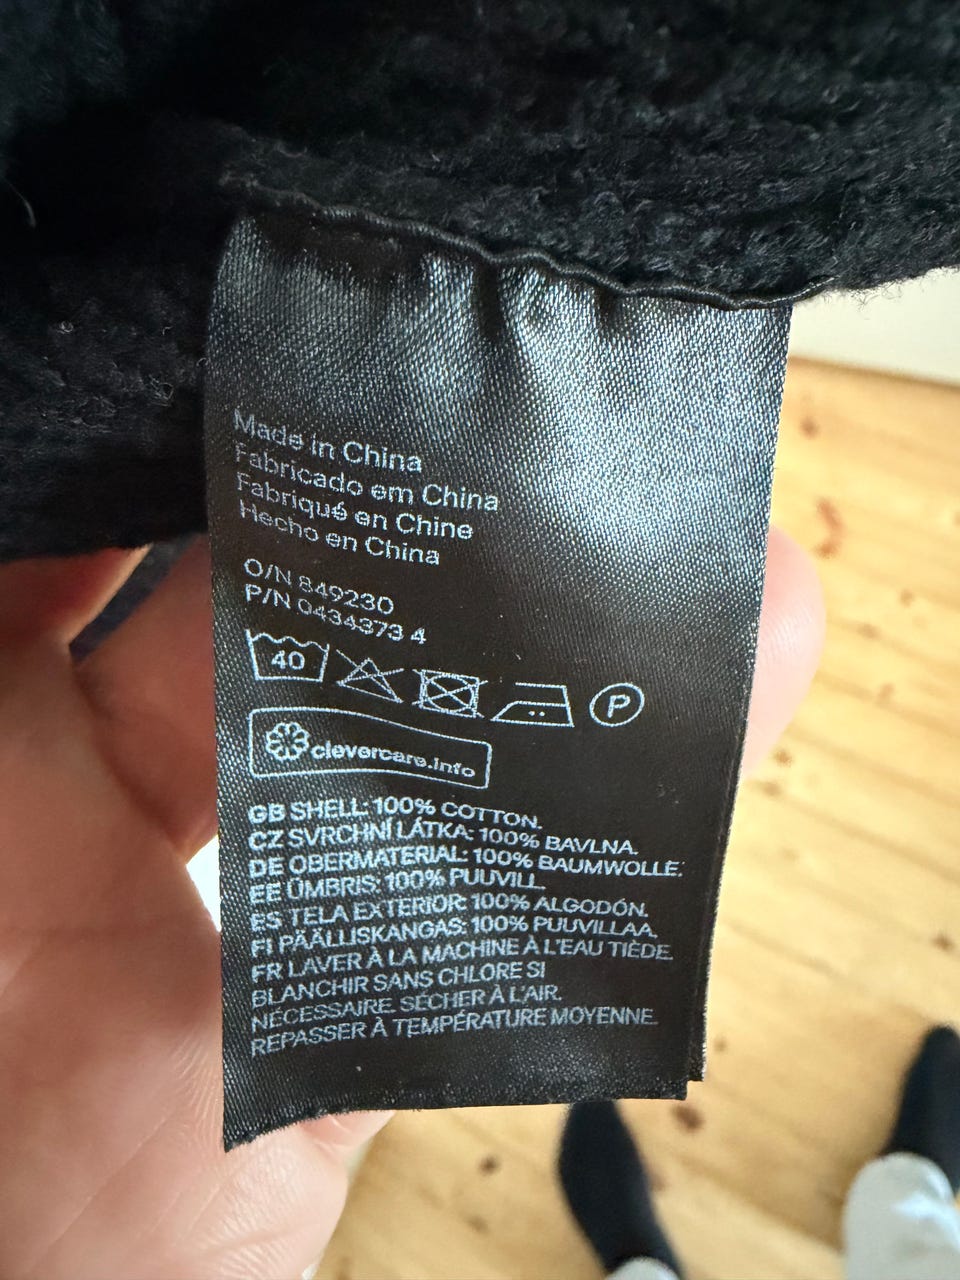 Made in China
Fabricado em China
Fabriqué en Chine
Hecho en China
O/N 849230
P/N 0434373 4
40 P
clevercare.info
GB SHELL: 100% COTTON.
CZ SVRCHNÍ LÁTKA: 100% BAVLNA.
DE OBERMATERIAL: 100% BAUMWOLLE.
EE ÜMBRIS: 100% PUUVILL.
ES TELA EXTERIOR: 100% ALGODÓN.
FI PÄÄLLISKANGAS: 100% PUUVILLAA.
FR LAVER À LA MACHINE À L'EAU TIÈDE.
BLANCHIR SANS CHLORE SI
NÉCESSAIRE. SÉCHER À L'AIR.
REPASSER À TEMPÉRATURE MOYENNE.